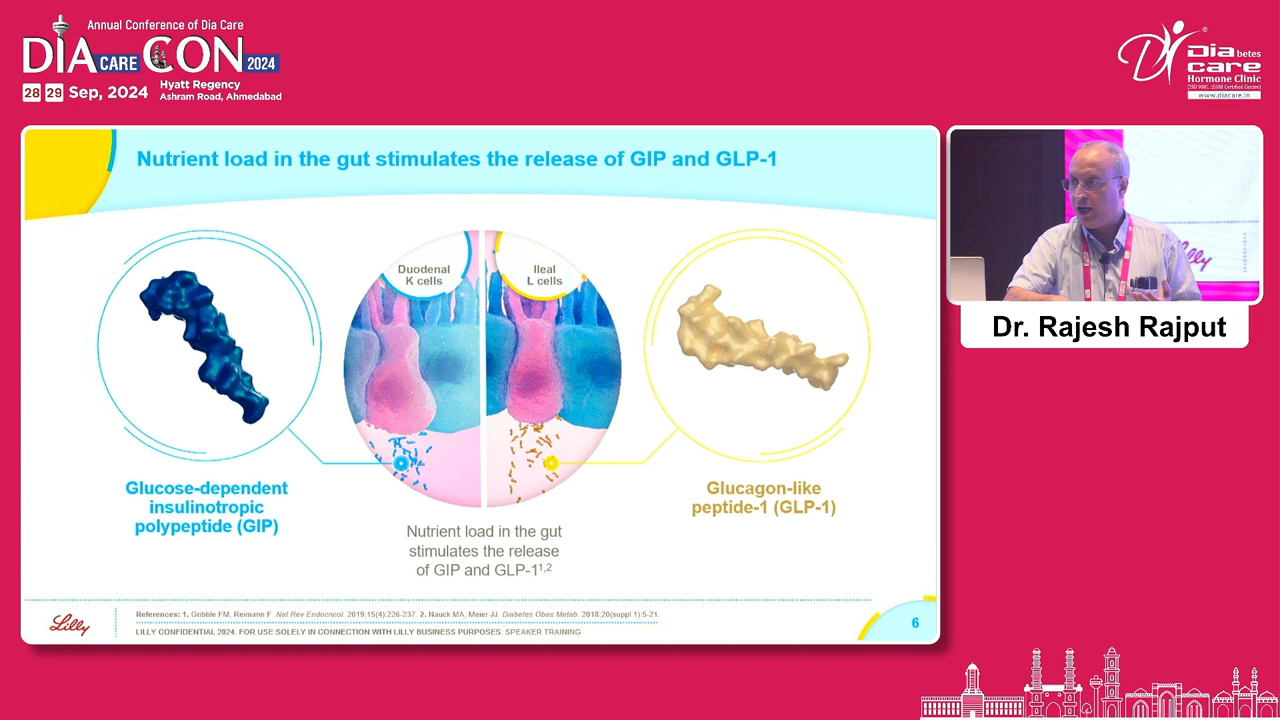 Annual Conference of Dia Care
DIA CARE CON 2024
28 29 Sep, 2024
Hyatt Regency
Ashram Road, Ahmedabad
Diabetes
care
Hormone Clinic
(ISO 9001 :2008 Certified Centre)
www.diacare.in
Nutrient load in the gut stimulates the release of GIP and GLP-1
Duodenal
K cells
Ileal
L cells
Glucose-dependent
insulinotropic
polypeptide (GIP)
Glucagon-like
peptide-1 (GLP-1)
Nutrient load in the gut
stimulates the release
of GIP and GLP-1¹,²
Lilly
References: 1. Gribble FM, Reimann F. Nat Rev Endocrinol. 2019;15(4):226-237. 2. Nauck MA, Meier JJ. Diabetes Obes Metab. 2018;20(suppl 1):5-21.
LILLY CONFIDENTIAL 2024. FOR USE SOLELY IN CONNECTION WITH LILLY BUSINESS PURPOSES: SPEAKER TRAINING
6
Lilly
Dr. Rajesh Rajput